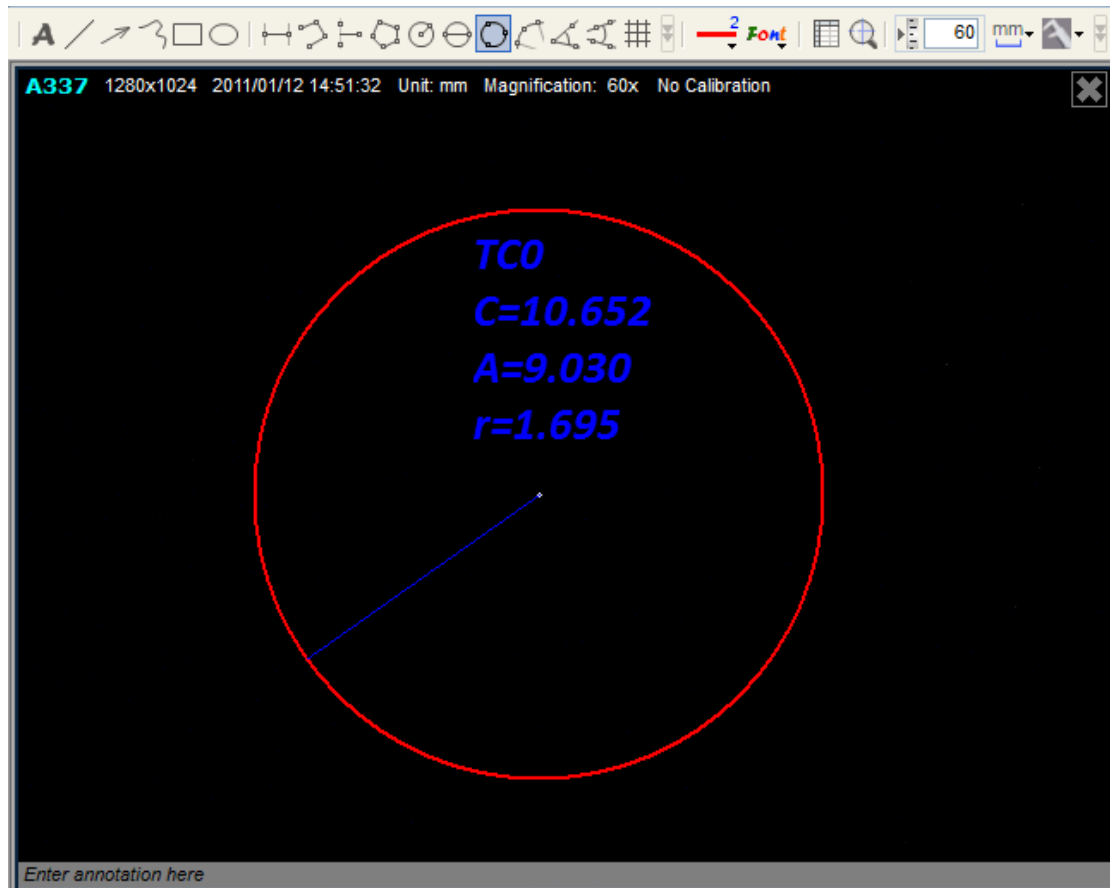 A 2 Font 60 mm
A337 1280x1024 2011/01/12 14:51:32 Unit: mm Magnification: 60x No Calibration
TC0
C=10.652
A=9.030
r=1.695
Enter annotation here